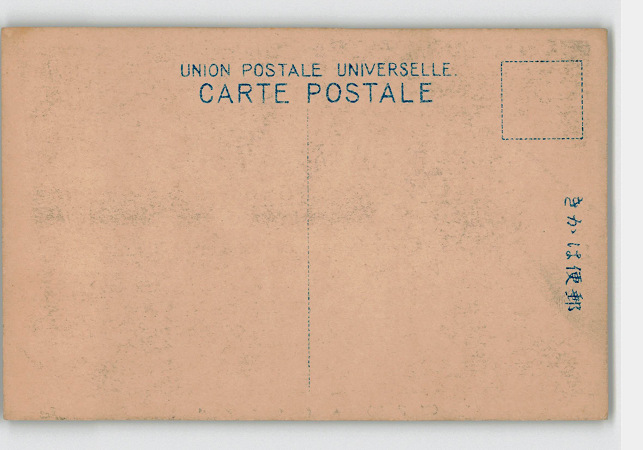 UNION POSTALE UNIVERSELLE.
CARTE POSTALE
きかは便郵